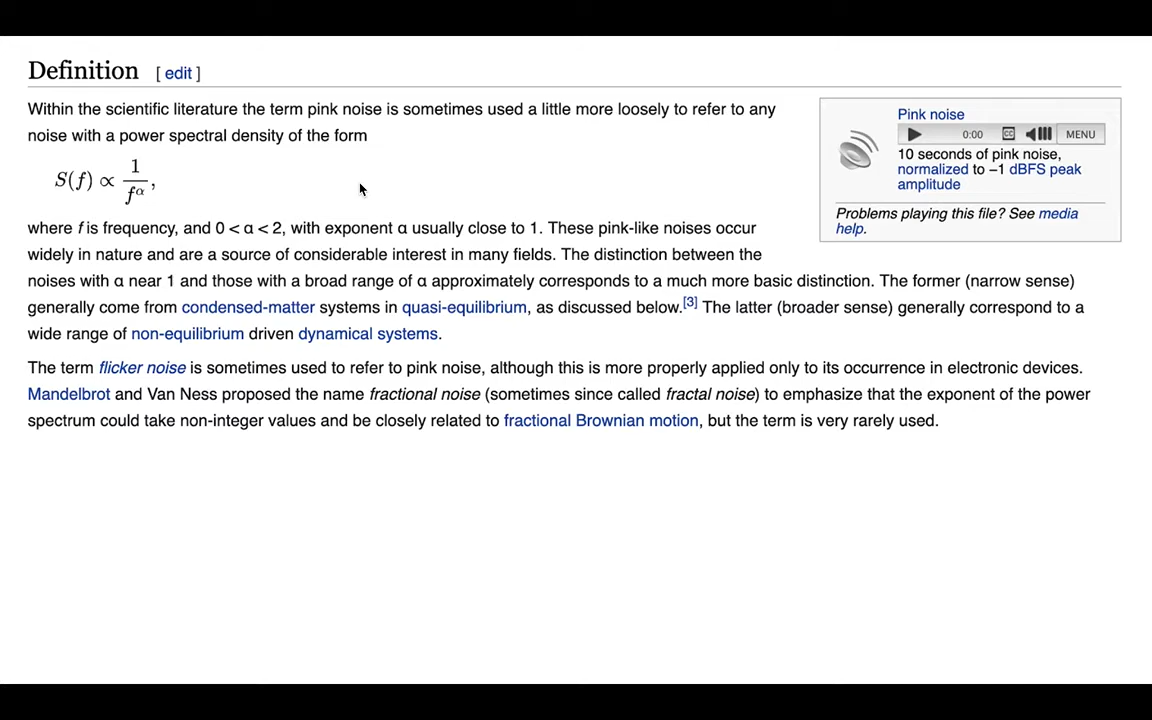 Definition [ edit ]
Within the scientific literature the term pink noise is sometimes used a little more loosely to refer to any
noise with a power spectral density of the form
S(f) ∝ 1/f^α,
where f is frequency, and 0 < α < 2, with exponent α usually close to 1. These pink-like noises occur
widely in nature and are a source of considerable interest in many fields. The distinction between the
noises with α near 1 and those with a broad range of α approximately corresponds to a much more basic distinction. The former (narrow sense)
generally come from condensed-matter systems in quasi-equilibrium, as discussed below.[3] The latter (broader sense) generally correspond to a
wide range of non-equilibrium driven dynamical systems.
The term flicker noise is sometimes used to refer to pink noise, although this is more properly applied only to its occurrence in electronic devices.
Mandelbrot and Van Ness proposed the name fractional noise (sometimes since called fractal noise) to emphasize that the exponent of the power
spectrum could take non-integer values and be closely related to fractional Brownian motion, but the term is very rarely used.
Pink noise
0:00 CC MENU
10 seconds of pink noise,
normalized to −1 dBFS peak
amplitude
Problems playing this file? See media
help.